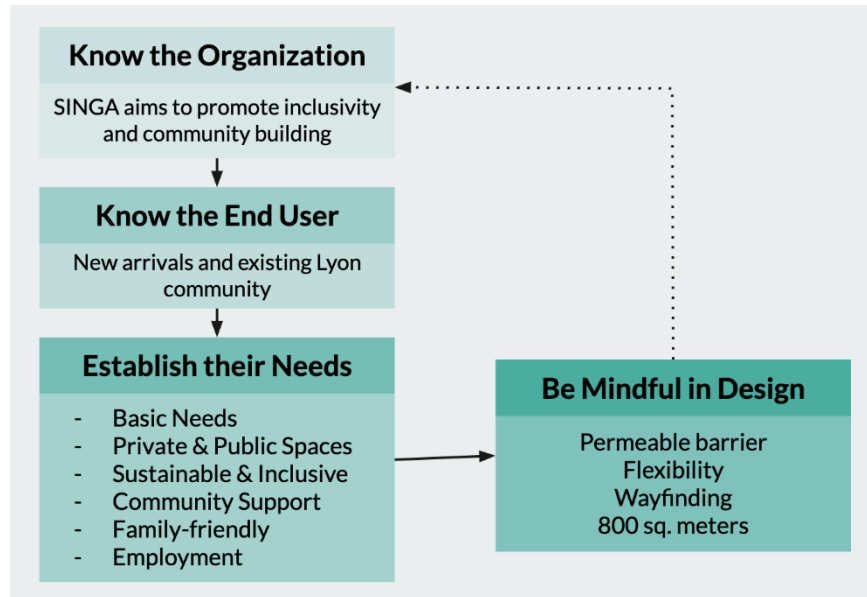 Know the Organization
SINGA aims to promote inclusivity
and community building
Know the End User
New arrivals and existing Lyon
community
Establish their Needs
- Basic Needs
- Private & Public Spaces
- Sustainable & Inclusive
- Community Support
- Family-friendly
- Employment
Be Mindful in Design
Permeable barrier
Flexibility
Wayfinding
800 sq. meters